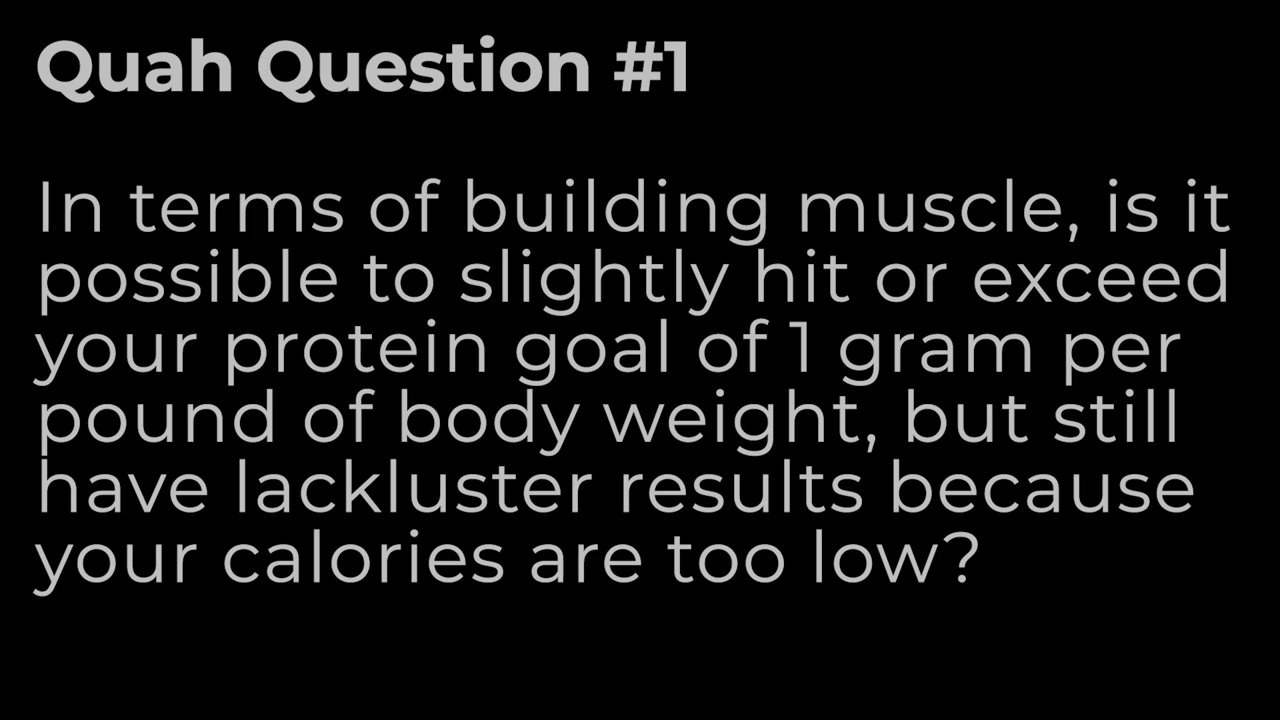 Quah Question #1
In terms of building muscle, is it
possible to slightly hit or exceed
your protein goal of 1 gram per
pound of body weight, but still
have lackluster results because
your calories are too low?